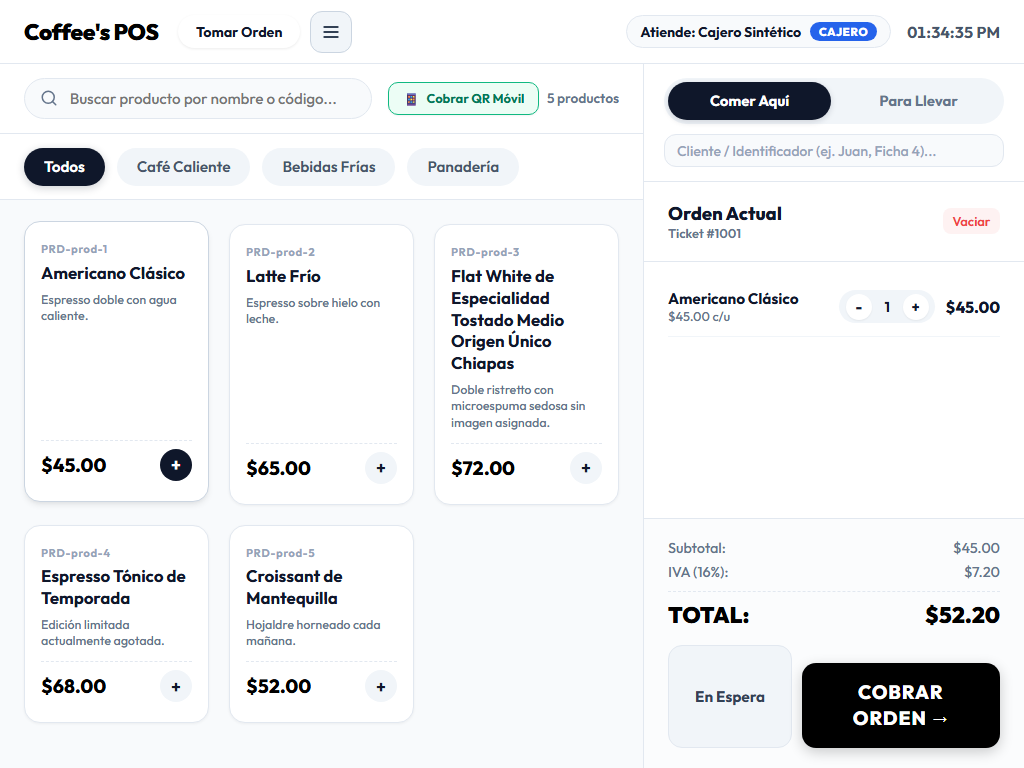 Coffee's POS
Tomar Orden
Atiende: Cajero Sintético
CAJERO
01:34:35 PM
Buscar producto por nombre o código...
Cobrar QR Móvil
5 productos
Todos
Café Caliente
Bebidas Frías
Panadería
PRD-prod-1
Americano Clásico
Espresso doble con agua
caliente.
$45.00
+
PRD-prod-2
Latte Frío
Espresso sobre hielo con
leche.
$65.00
+
PRD-prod-3
Flat White de
Especialidad
Tostado Medio
Origen Único
Chiapas
Doble ristretto con
microespuma sedosa sin
imagen asignada.
$72.00
+
PRD-prod-4
Espresso Tónico de
Temporada
Edición limitada
actualmente agotada.
$68.00
+
PRD-prod-5
Croissant de
Mantequilla
Hojaldre horneado cada
mañana.
$52.00
+
Comer Aquí
Para Llevar
Cliente / Identificador (ej. Juan, Ficha 4)...
Orden Actual
Ticket #1001
Vaciar
Americano Clásico
$45.00 c/u
- 1 +
$45.00
Subtotal: $45.00
IVA (16%): $7.20
TOTAL: $52.20
En Espera
COBRAR
ORDEN →